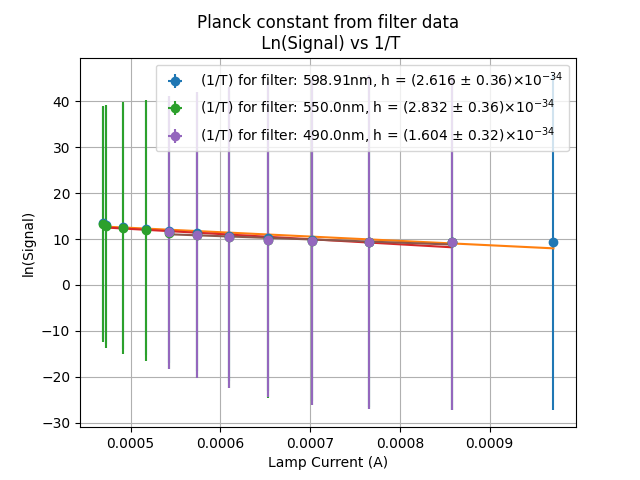 Planck constant from filter data
Ln(Signal) vs 1/T
(1/T) for filter: 598.91nm, h = (2.616 ± 0.36)×10⁻³⁴
(1/T) for filter: 550.0nm, h = (2.832 ± 0.36)×10⁻³⁴
(1/T) for filter: 490.0nm, h = (1.604 ± 0.32)×10⁻³⁴
ln(Signal)
40
30
20
10
0
−10
−20
−30
0.0005 0.0006 0.0007 0.0008 0.0009
Lamp Current (A)